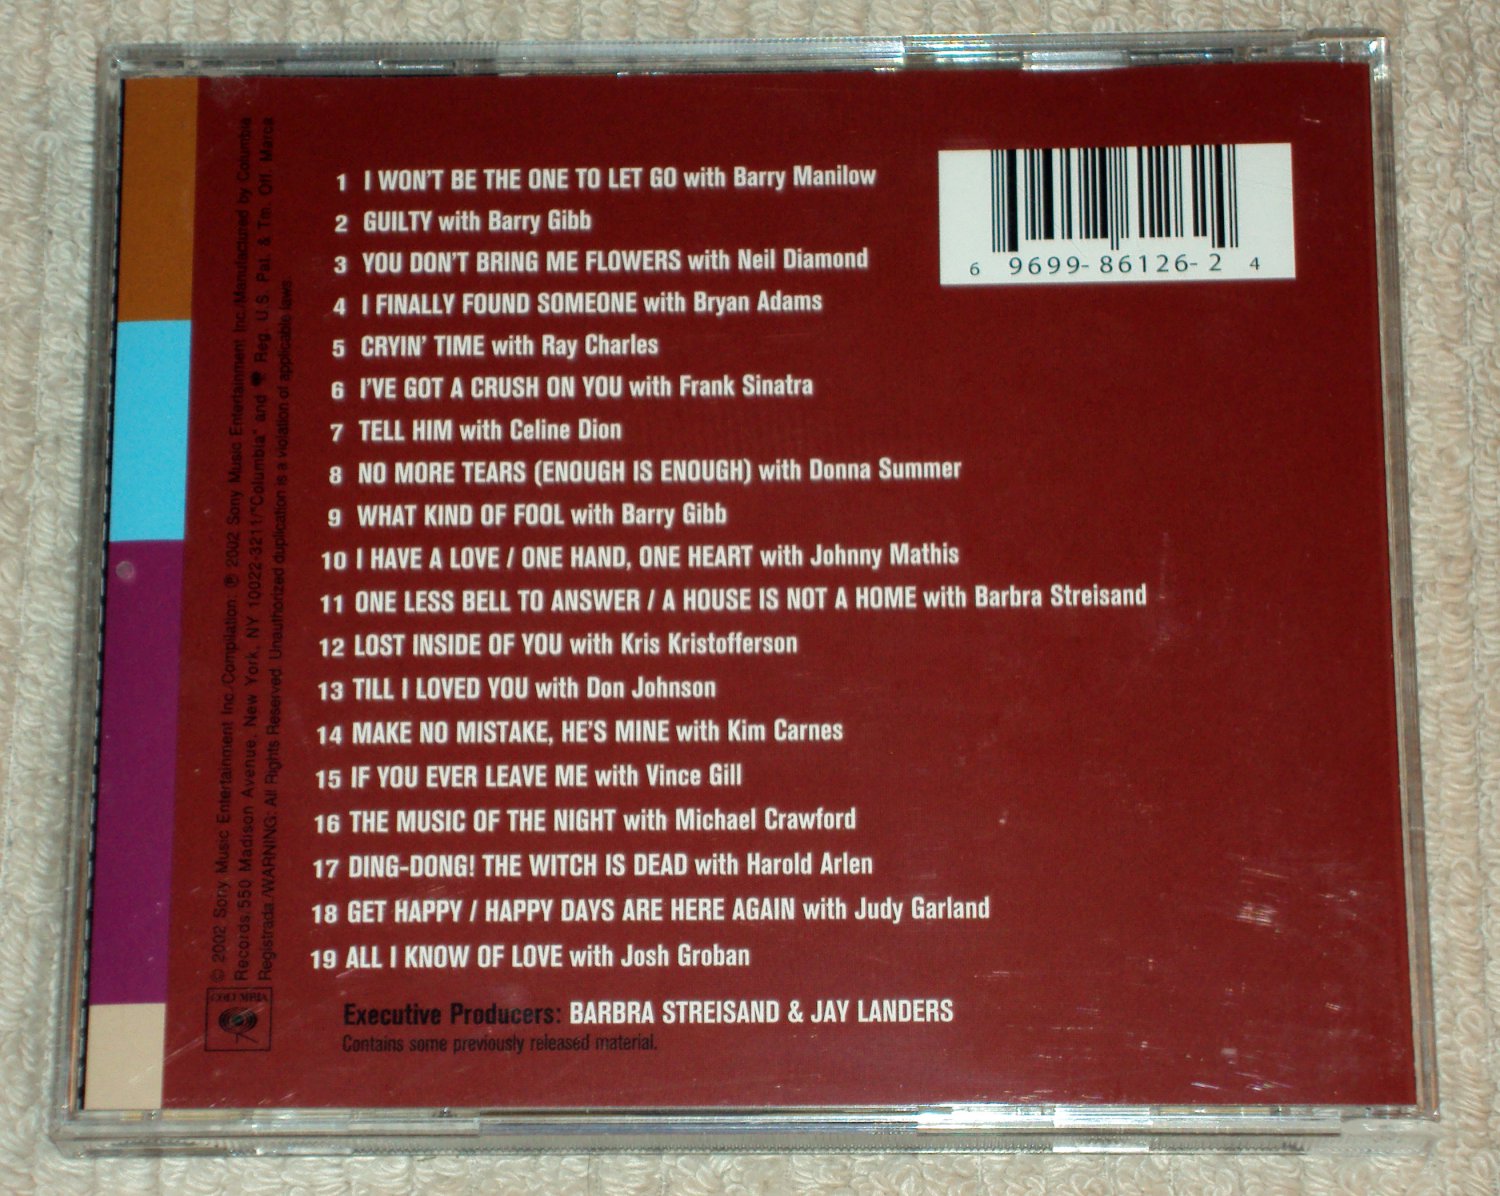 1 I WON'T BE THE ONE TO LET GO with Barry Manilow
2 GUILTY with Barry Gibb
3 YOU DON'T BRING ME FLOWERS with Neil Diamond
4 I FINALLY FOUND SOMEONE with Bryan Adams
5 CRYIN' TIME with Ray Charles
6 I'VE GOT A CRUSH ON YOU with Frank Sinatra
7 TELL HIM with Celine Dion
8 NO MORE TEARS (ENOUGH IS ENOUGH) with Donna Summer
9 WHAT KIND OF FOOL with Barry Gibb
10 I HAVE A LOVE / ONE HAND, ONE HEART with Johnny Mathis
11 ONE LESS BELL TO ANSWER / A HOUSE IS NOT A HOME with Barbra Streisand
12 LOST INSIDE OF YOU with Kris Kristofferson
13 TILL I LOVED YOU with Don Johnson
14 MAKE NO MISTAKE, HE'S MINE with Kim Carnes
15 IF YOU EVER LEAVE ME with Vince Gill
16 THE MUSIC OF THE NIGHT with Michael Crawford
17 DING-DONG! THE WITCH IS DEAD with Harold Arlen
18 GET HAPPY / HAPPY DAYS ARE HERE AGAIN with Judy Garland
19 ALL I KNOW OF LOVE with Josh Groban
Executive Producers: BARBRA STREISAND & JAY LANDERS
Contains some previously released material.
6 9699-86126-2 4
© 2002 Sony Music Entertainment Inc./Compilation: ℗ 2002 Sony Music Entertainment Inc./Manufactured by Columbia
Records/550 Madison Avenue, New York, NY 10022-3211/"Columbia" and Reg. U.S. Pat. & Tm. Off. Marca
Registrada./WARNING: All Rights Reserved. Unauthorized duplication is a violation of applicable laws.
COLUMBIA